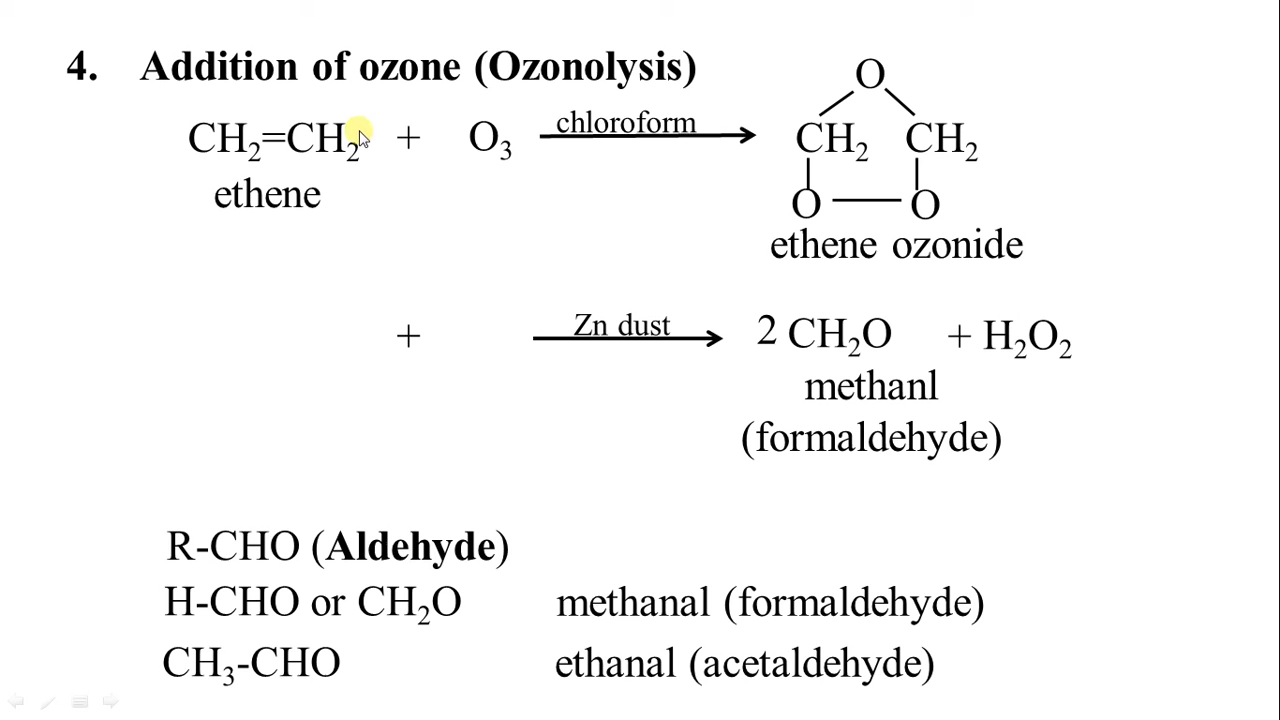 4. Addition of ozone (Ozonolysis)
CH₂=CH₂ + O₃ chloroform
O
CH₂ CH₂
O O
ethene
ethene ozonide
+ Zn dust 2 CH₂O + H₂O₂
methanl
(formaldehyde)
R-CHO (Aldehyde)
H-CHO or CH₂O methanal (formaldehyde)
CH₃-CHO ethanal (acetaldehyde)